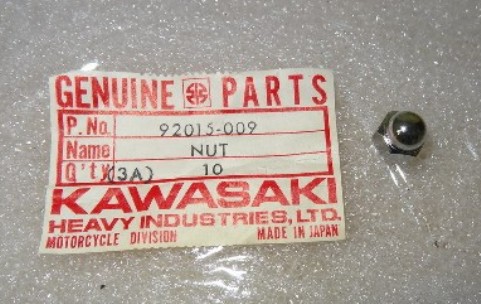 GENUINE PARTS
P. No. 92015-009
Name NUT
Q'ty (3A) 10
KAWASAKI
HEAVY INDUSTRIES, LTD.
MOTORCYCLE DIVISION MADE IN JAPAN